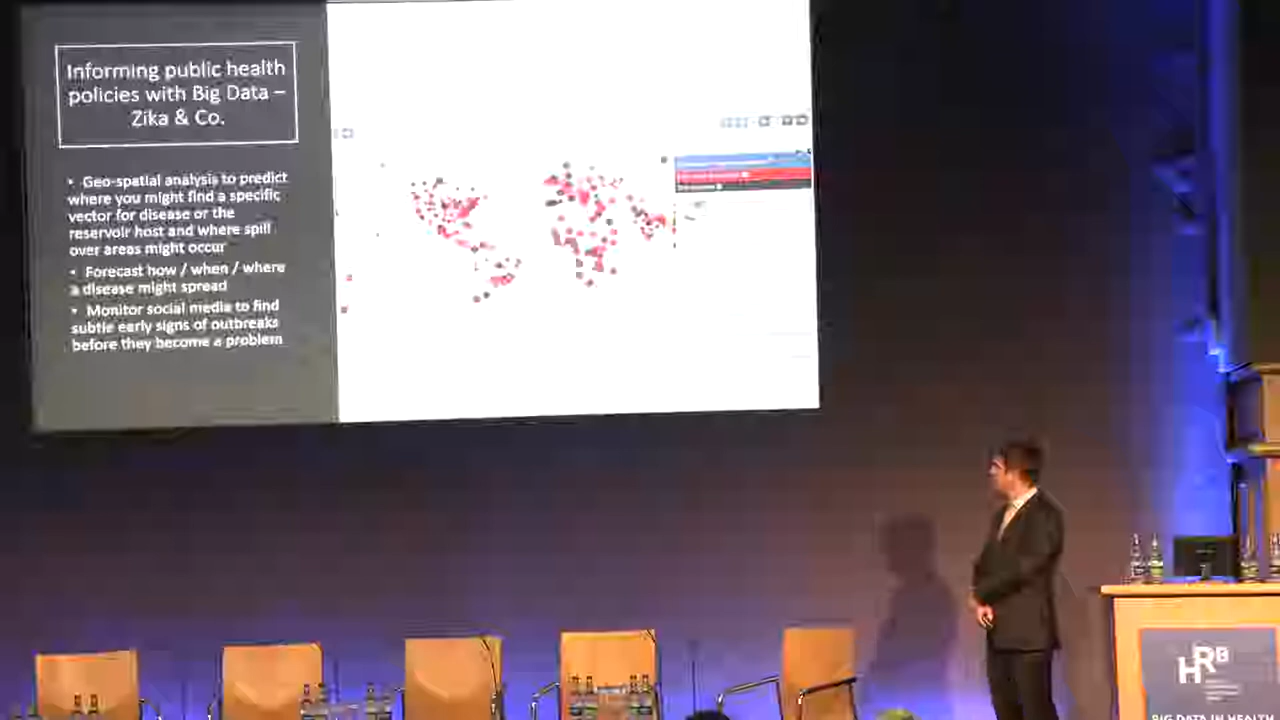 Informing public health
policies with Big Data –
Zika & Co.
• Geo-spatial analysis to predict
where you might find a specific
vector for disease or the
reservoir host and where spill
over areas might occur
• Forecast how / when / where
a disease might spread
• Monitor social media to find
subtle early signs of outbreaks
before they become a problem
HRB
BIG DATA IN HEALTH